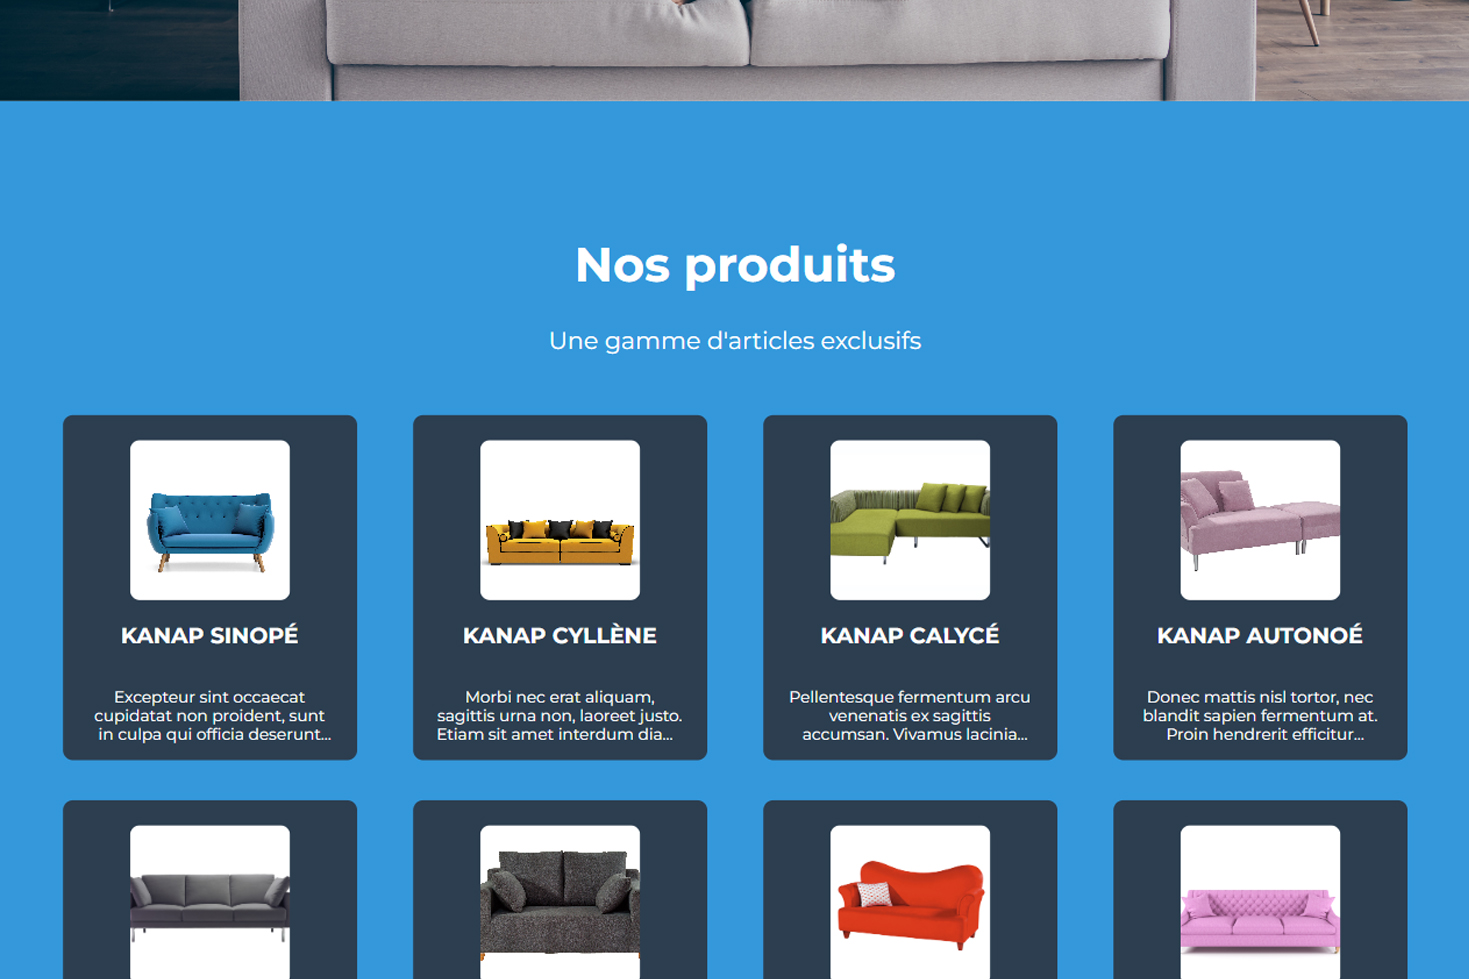 Nos produits
Une gamme d'articles exclusifs
KANAP SINOPÉ
Excepteur sint occaecat
cupidatat non proident, sunt
in culpa qui officia deserunt...
KANAP CYLLÈNE
Morbi nec erat aliquam,
sagittis urna non, laoreet justo.
Etiam sit amet interdum dia...
KANAP CALYCÉ
Pellentesque fermentum arcu
venenatis ex sagittis
accumsan. Vivamus lacinia...
KANAP AUTONOÉ
Donec mattis nisl tortor, nec
blandit sapien fermentum at.
Proin hendrerit efficitur...